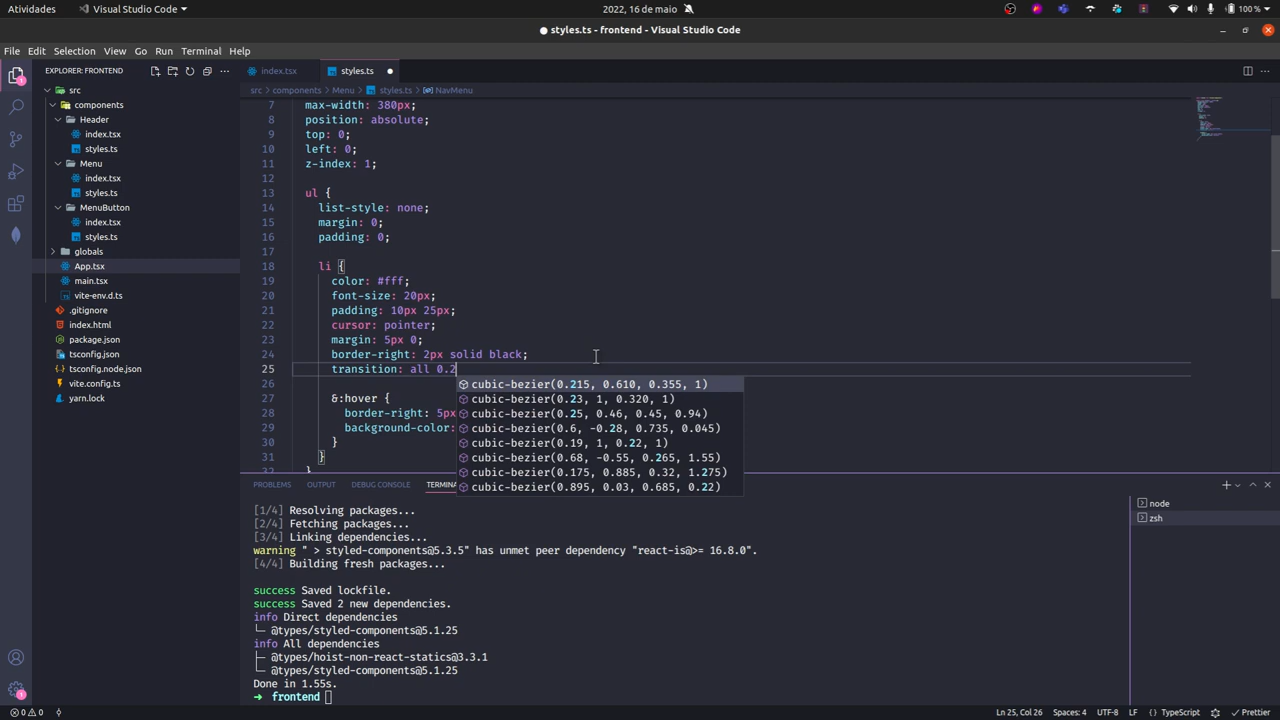 Atividades
Visual Studio Code
2022, 16 de maio
100 %
styles.ts - frontend - Visual Studio Code
File Edit Selection View Go Run Terminal Help
EXPLORER: FRONTEND
index.tsx
styles.ts
src
components
Header
index.tsx
styles.ts
Menu
index.tsx
styles.ts
MenuButton
index.tsx
styles.ts
globals
App.tsx
main.tsx
vite-env.d.ts
.gitignore
index.html
package.json
tsconfig.json
tsconfig.node.json
vite.config.ts
yarn.lock
src > components > Menu > styles.ts > NavMenu
7 max-width: 380px;
8 position: absolute;
9 top: 0;
10 left: 0;
11 z-index: 1;
12
13 ul {
14 list-style: none;
15 margin: 0;
16 padding: 0;
17
18 li {
19 color: #fff;
20 font-size: 20px;
21 padding: 10px 25px;
22 cursor: pointer;
23 margin: 5px 0;
24 border-right: 2px solid black;
25 transition: all 0.2
26
27 &:hover {
28 border-right: 5px
29 background-color:
30 }
31 }
32 }
cubic-bezier(0.215, 0.610, 0.355, 1)
cubic-bezier(0.23, 1, 0.320, 1)
cubic-bezier(0.25, 0.46, 0.45, 0.94)
cubic-bezier(0.6, -0.28, 0.735, 0.045)
cubic-bezier(0.19, 1, 0.22, 1)
cubic-bezier(0.68, -0.55, 0.265, 1.55)
cubic-bezier(0.175, 0.885, 0.32, 1.275)
cubic-bezier(0.895, 0.03, 0.685, 0.22)
PROBLEMS OUTPUT DEBUG CONSOLE TERMINA
[1/4] Resolving packages...
[2/4] Fetching packages...
[3/4] Linking dependencies...
warning " > styled-components@5.3.5" has unmet peer dependency "react-is@>= 16.8.0".
[4/4] Building fresh packages...
success Saved lockfile.
success Saved 2 new dependencies.
info Direct dependencies
└─ @types/styled-components@5.1.25
info All dependencies
├─ @types/hoist-non-react-statics@3.3.1
└─ @types/styled-components@5.1.25
Done in 1.55s.
➜ frontend
node
zsh
1
1
0 0
Ln 25, Col 26 Spaces: 4 UTF-8 LF {} TypeScript Prettier